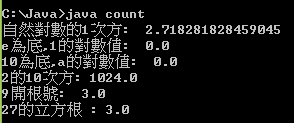 C:\Java>java count
自然對數的1次方:  2.718281828459045
e為底,1的對數值:  0.0
10為底,a的對數值:  0.0
2的10次方: 1024.0
9開根號:  3.0
27的立方根 : 3.0